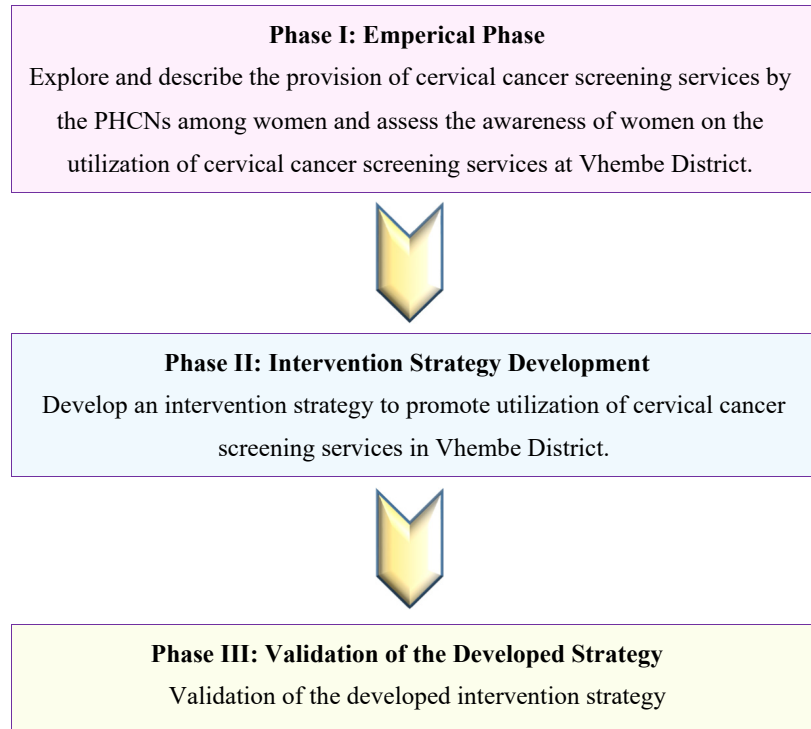 Phase I: Emperical Phase
Explore and describe the provision of cervical cancer screening services by
the PHCNs among women and assess the awareness of women on the
utilization of cervical cancer screening services at Vhembe District.
Phase II: Intervention Strategy Development
Develop an intervention strategy to promote utilization of cervical cancer
screening services in Vhembe District.
Phase III: Validation of the Developed Strategy
Validation of the developed intervention strategy